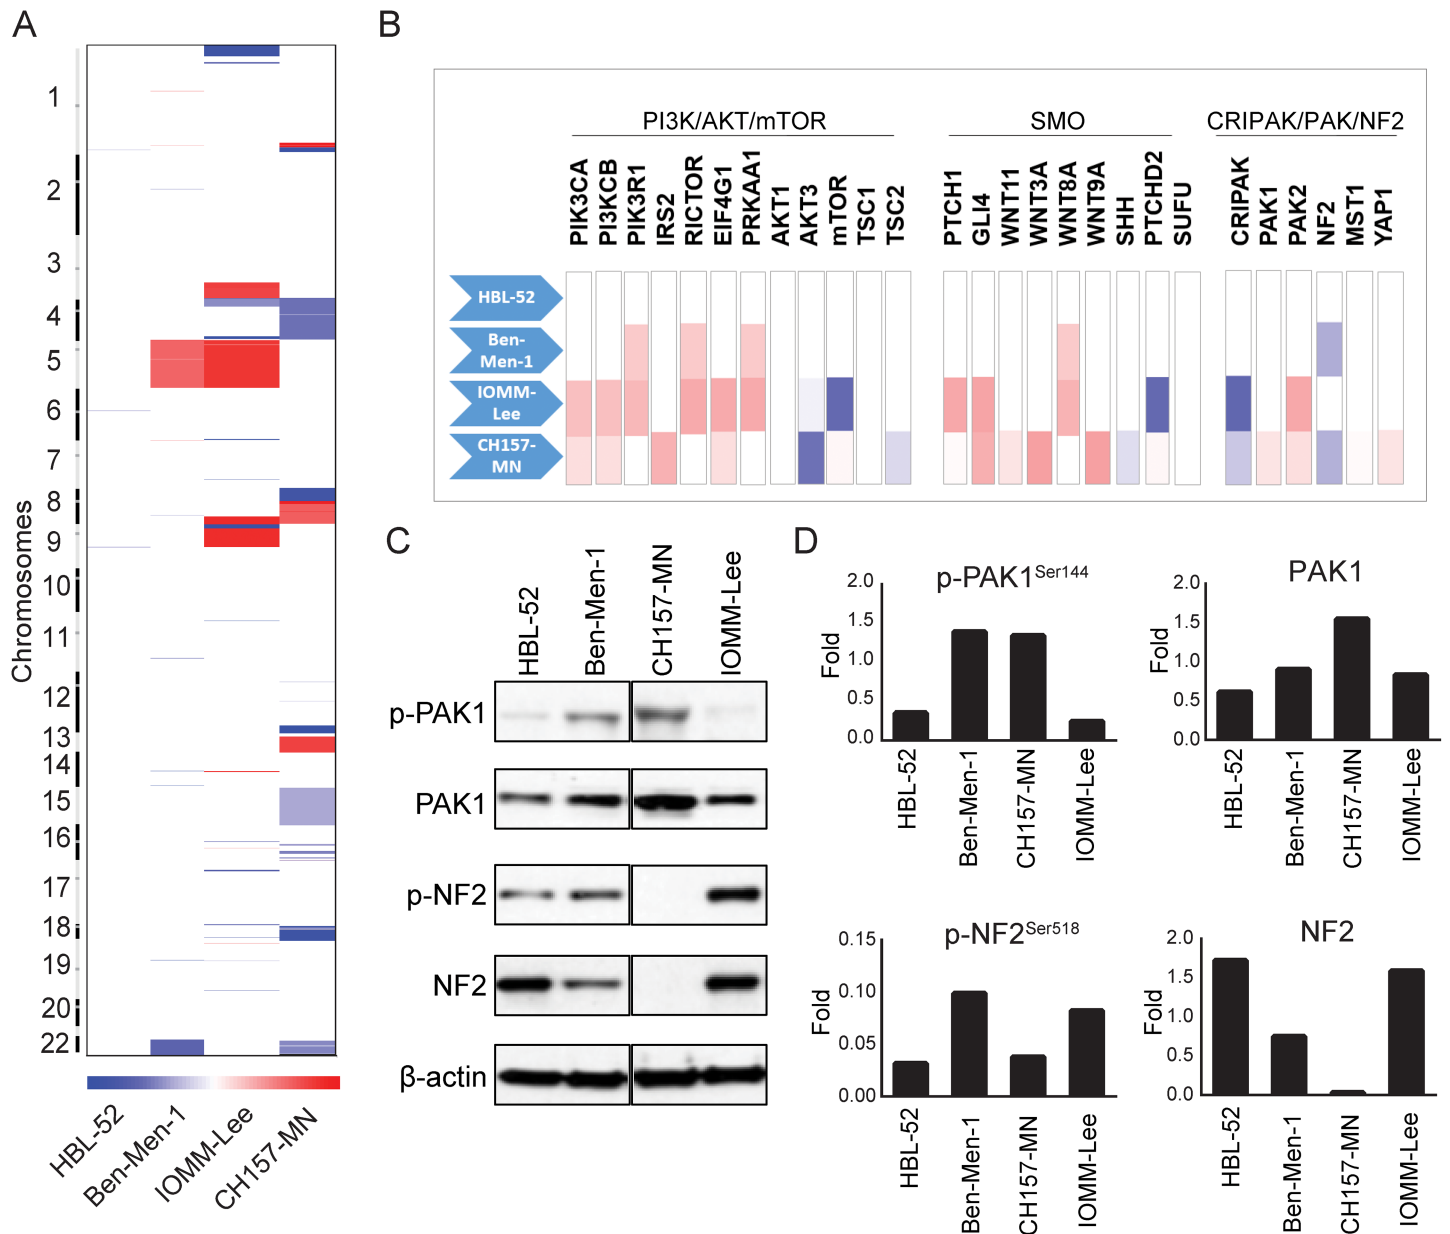 A
1
2
3
4
5
6
7
8
9
10
11
12
13
14
15
16
17
18
19
20
22
Chromosomes
HBL-52
Ben-Men-1
IOMM-Lee
CH157-MN
B
PI3K/AKT/mTOR
SMO
CRIPAK/PAK/NF2
PIK3CA
PI3KCB
PIK3R1
IRS2
RICTOR
EIF4G1
PRKAA1
AKT1
AKT3
mTOR
TSC1
TSC2
PTCH1
GLI4
WNT11
WNT3A
WNT8A
WNT9A
SHH
PTCHD2
SUFU
CRIPAK
PAK1
PAK2
NF2
MST1
YAP1
HBL-52
Ben-
Men-1
IOMM-
Lee
CH157-
MN
C
HBL-52
Ben-Men-1
CH157-MN
IOMM-Lee
p-PAK1
PAK1
p-NF2
NF2
β-actin
D
p-PAK1Ser144
Fold
2.0
1.5
1.0
0.5
0.0
HBL-52
Ben-Men-1
CH157-MN
IOMM-Lee
PAK1
Fold
2.0
1.5
1.0
0.5
0.0
HBL-52
Ben-Men-1
CH157-MN
IOMM-Lee
p-NF2Ser518
Fold
0.15
0.10
0.05
0.00
HBL-52
Ben-Men-1
CH157-MN
IOMM-Lee
NF2
Fold
2.0
1.5
1.0
0.5
0.0
HBL-52
Ben-Men-1
CH157-MN
IOMM-Lee